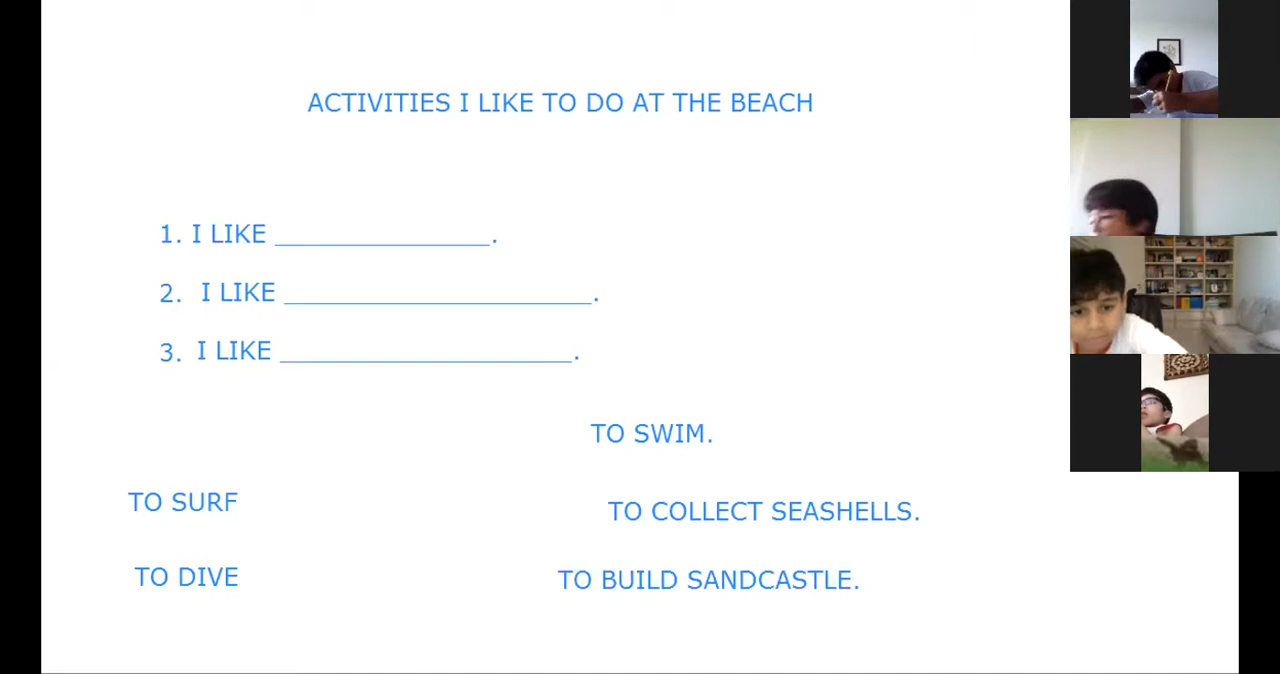 ACTIVITIES I LIKE TO DO AT THE BEACH
1. I LIKE ________________.
2. I LIKE _______________________.
3. I LIKE ______________________.
TO SWIM.
TO SURF
TO COLLECT SEASHELLS.
TO DIVE
TO BUILD SANDCASTLE.